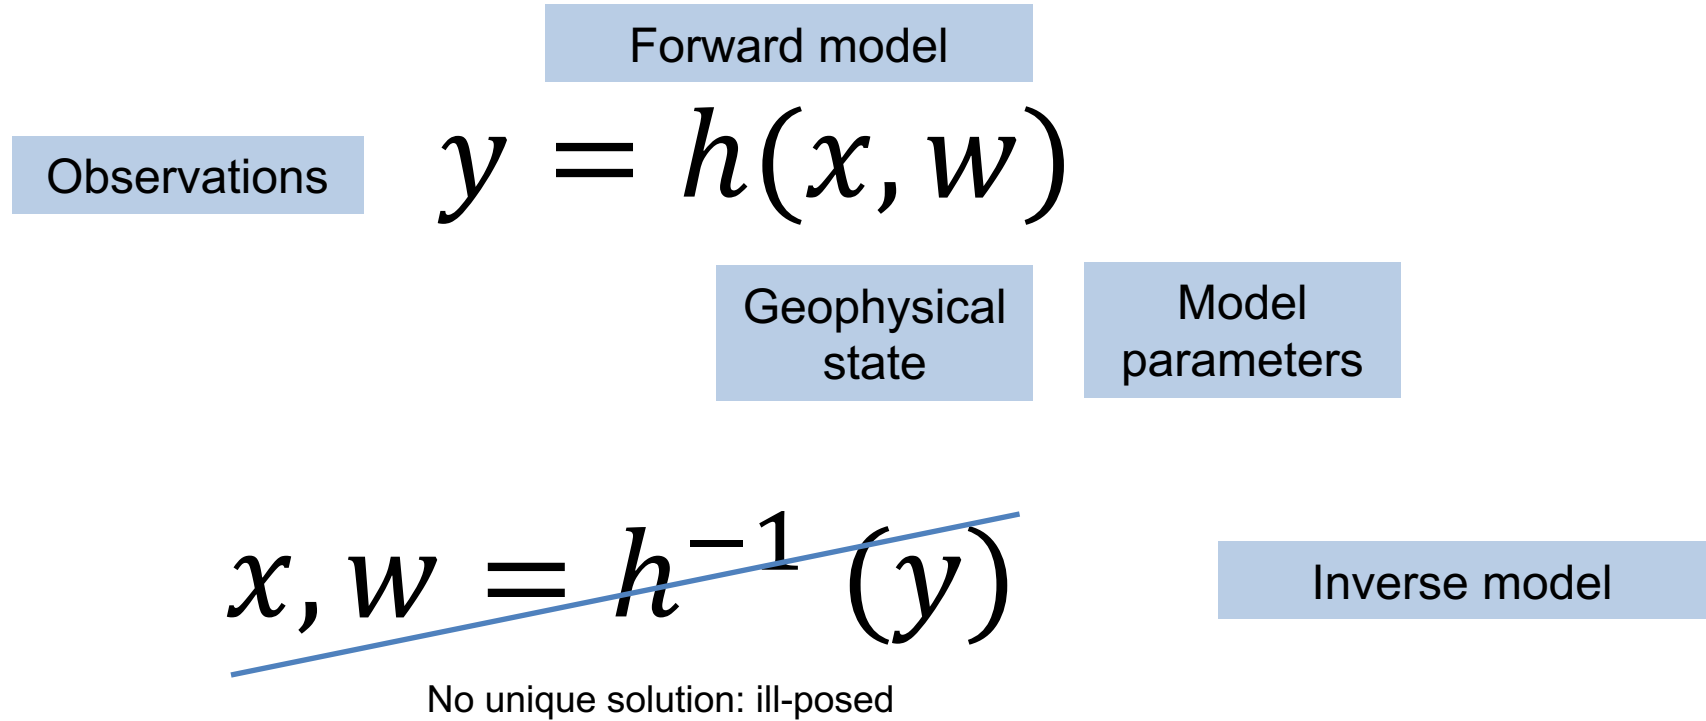 Forward model
Observations
y = h(x, w)
Geophysical
state
Model
parameters
x, w = h⁻¹ (y)
Inverse model
No unique solution: ill-posed